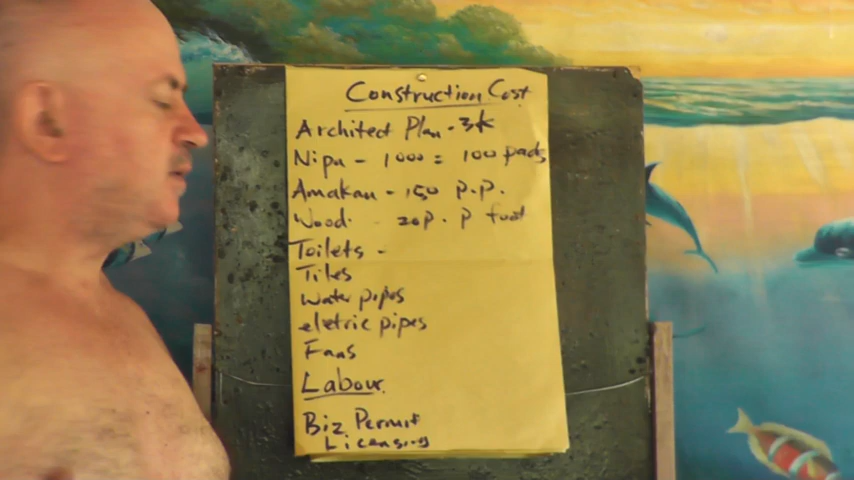 Construction Cost
Architect Plan - 3k
Nipa - 1000 = 100 pads
Amakan - 150 p.p.
Wood - 20p. p foot
Toilets -
Tiles
Water pipes
eletric pipes
Fans
Labour
Biz Permit
Licensing